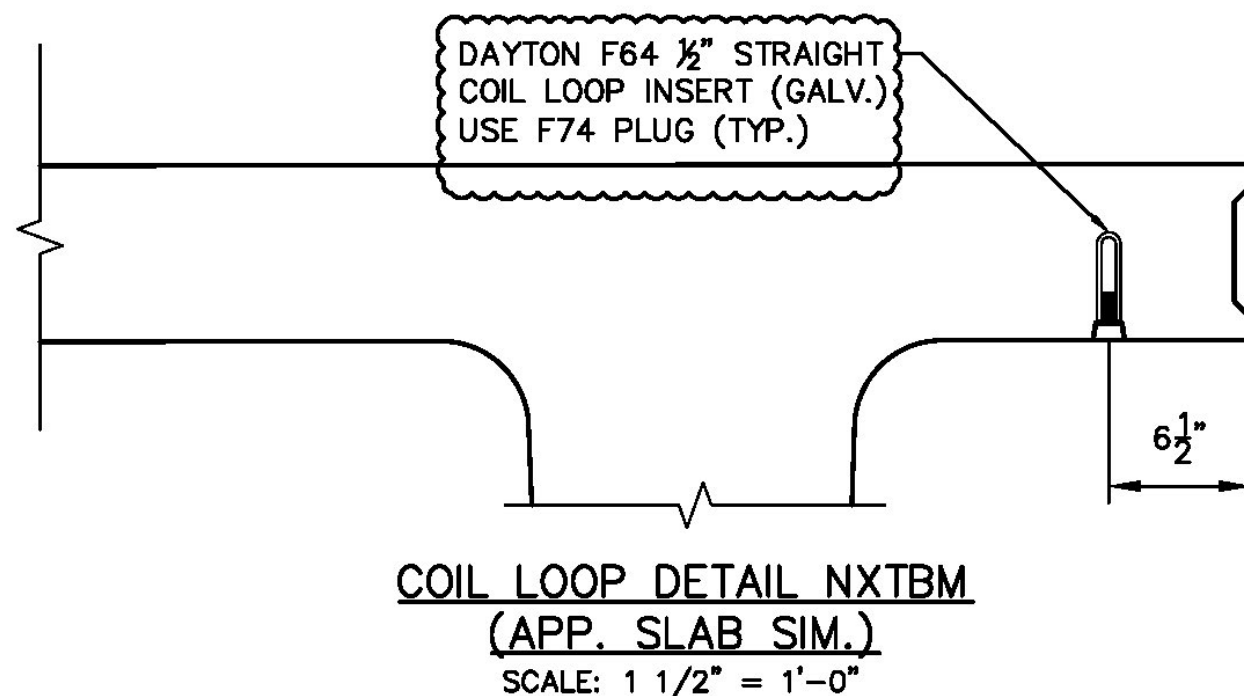 DAYTON F64 ½" STRAIGHT
COIL LOOP INSERT (GALV.)
USE F74 PLUG (TYP.)
6½"
COIL LOOP DETAIL NXTBM
(APP. SLAB SIM.)
SCALE: 1 1/2" = 1'-0"